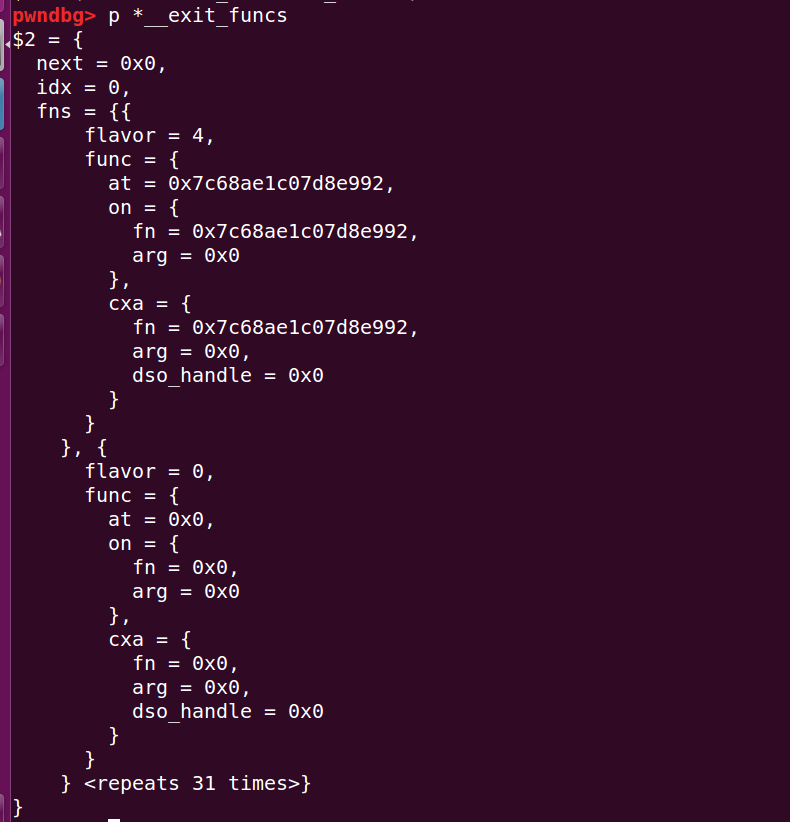 pwndbg> p *__exit_funcs
$2 = {
  next = 0x0,
  idx = 0,
  fns = {{
      flavor = 4,
      func = {
        at = 0x7c68ae1c07d8e992,
        on = {
          fn = 0x7c68ae1c07d8e992,
          arg = 0x0
        },
        cxa = {
          fn = 0x7c68ae1c07d8e992,
          arg = 0x0,
          dso_handle = 0x0
        }
      }
    }, {
      flavor = 0,
      func = {
        at = 0x0,
        on = {
          fn = 0x0,
          arg = 0x0
        },
        cxa = {
          fn = 0x0,
          arg = 0x0,
          dso_handle = 0x0
        }
      }
    } <repeats 31 times>}
}